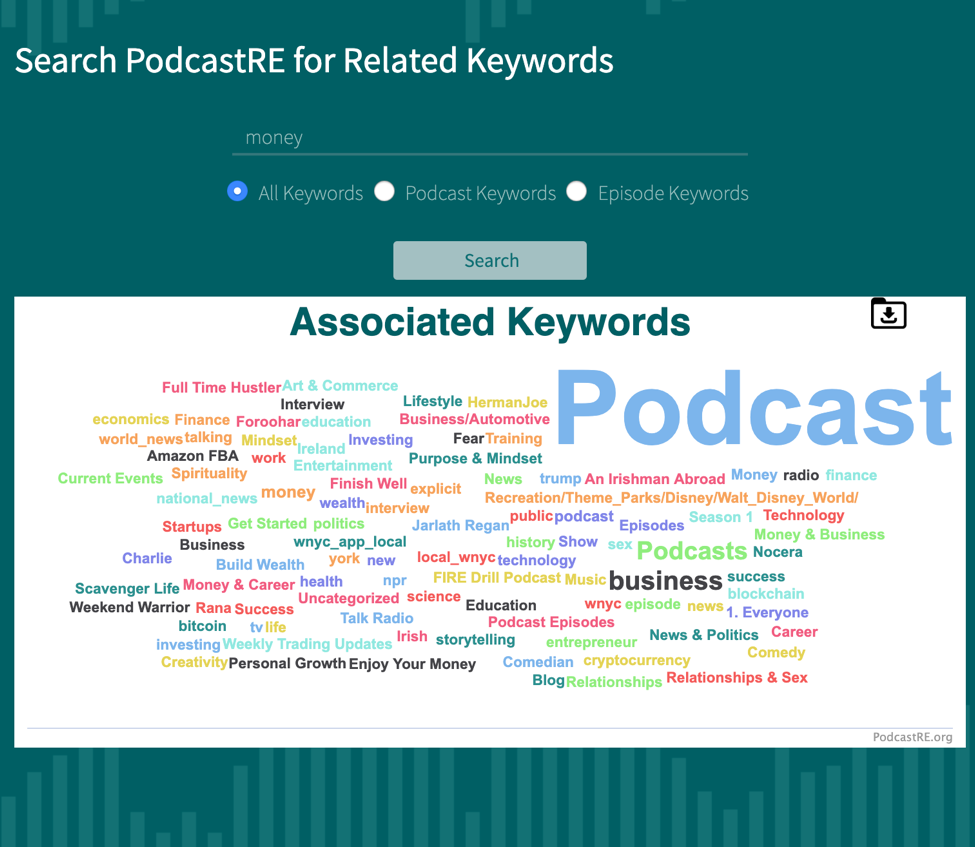 Search PodcastRE for Related Keywords
money
All Keywords Podcast Keywords Episode Keywords
Search
Associated Keywords
Podcast
Full Time Hustler Art & Commerce
Interview Lifestyle HermanJoe
economics Finance Foroohar education Business/Automotive
world_news talking Mindset Ireland Investing Fear Training
Amazon FBA work Entertainment Purpose & Mindset
Current Events Spirituality Finish Well explicit News trump An Irishman Abroad Money radio finance
national_news money wealth interview Recreation/Theme_Parks/Disney/Walt_Disney_World/
Startups Get Started politics Jarlath Regan public podcast Episodes Season 1 Technology
Business wnyc_app_local history Show sex Podcasts Money & Business
Charlie Build Wealth york new local_wnyc technology Nocera
Scavenger Life Money & Career health npr FIRE Drill Podcast Music business success
Weekend Warrior Rana Success Uncategorized science Education wnyc episode news blockchain
bitcoin tv life Talk Radio Podcast Episodes 1. Everyone
investing Weekly Trading Updates Irish storytelling entrepreneur News & Politics Career
Creativity Personal Growth Enjoy Your Money Comedian cryptocurrency Comedy
Blog Relationships Relationships & Sex
PodcastRE.org